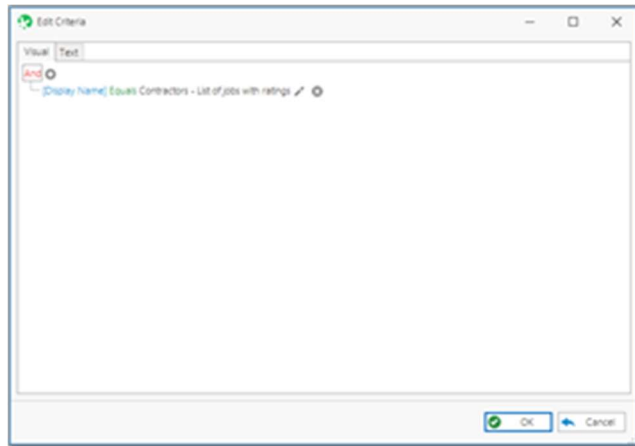 Edit Criteria
Visual Text
And
[Display Name] Equals Contractors - List of jobs with ratings
OK Cancel